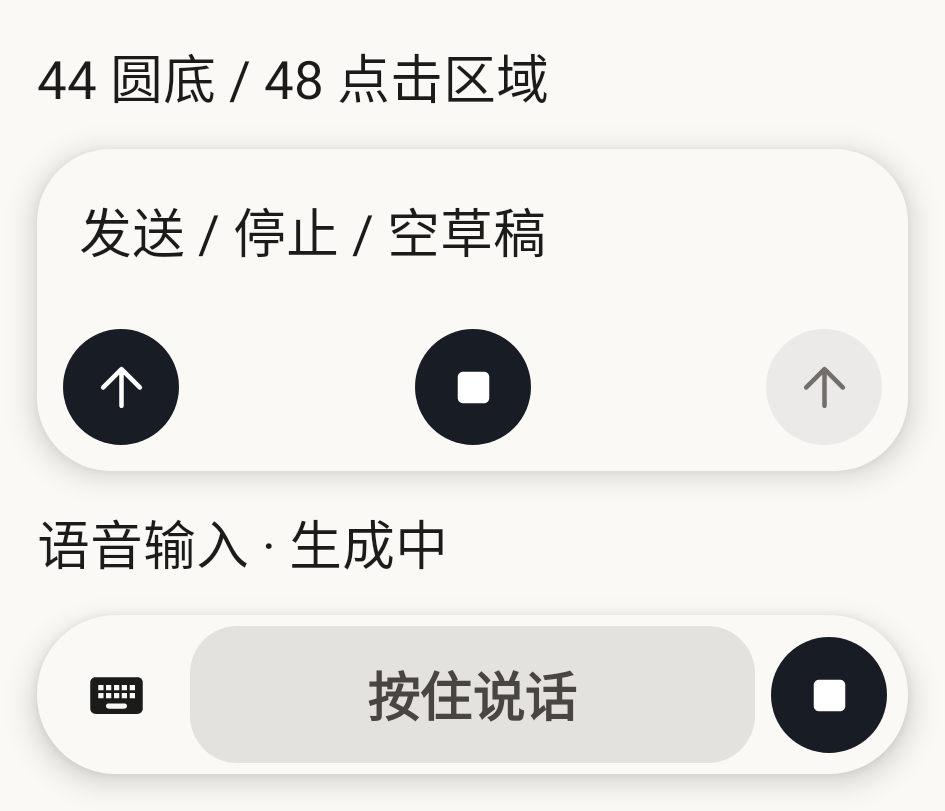 44 圆底 / 48 点击区域
发送 / 停止 / 空草稿
语音输入 · 生成中
按住说话